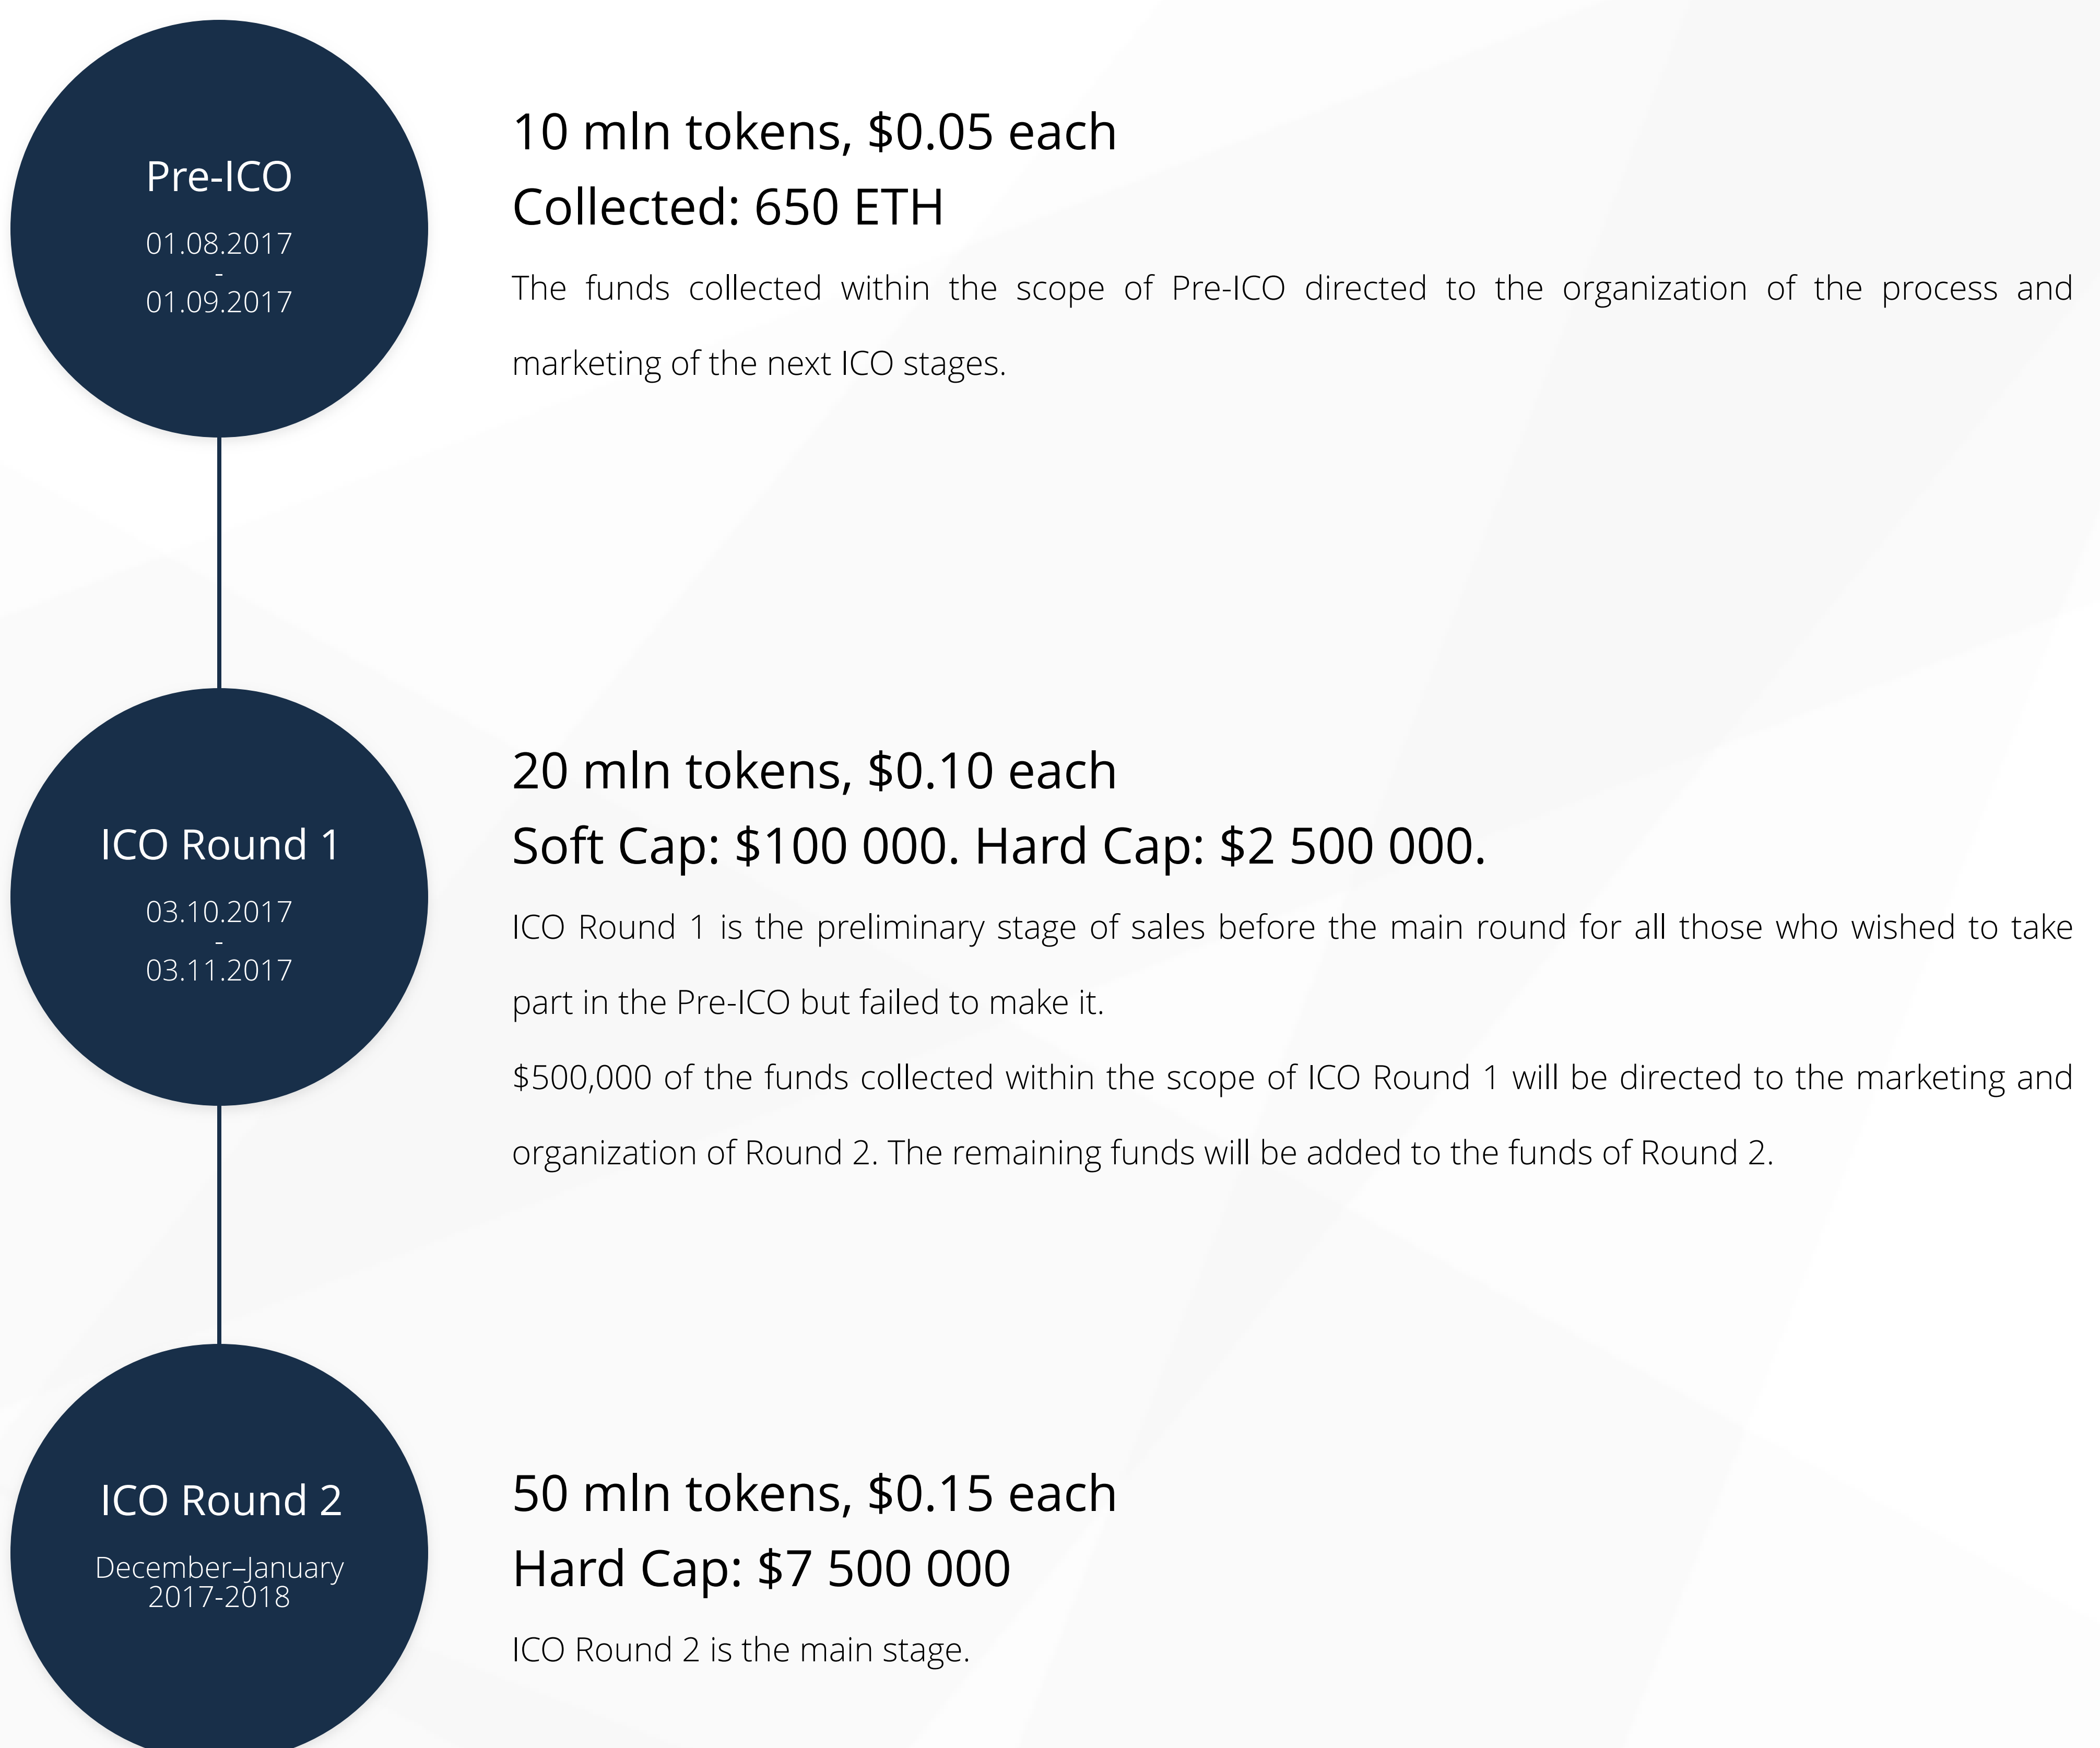 Pre-ICO
01.08.2017
-
01.09.2017
10 mln tokens, $0.05 each
Collected: 650 ETH
The funds collected within the scope of Pre-ICO directed to the organization of the process and
marketing of the next ICO stages.
ICO Round 1
03.10.2017
-
03.11.2017
20 mln tokens, $0.10 each
Soft Cap: $100 000. Hard Cap: $2 500 000.
ICO Round 1 is the preliminary stage of sales before the main round for all those who wished to take
part in the Pre-ICO but failed to make it.
$500,000 of the funds collected within the scope of ICO Round 1 will be directed to the marketing and
organization of Round 2. The remaining funds will be added to the funds of Round 2.
ICO Round 2
December–January
2017-2018
50 mln tokens, $0.15 each
Hard Cap: $7 500 000
ICO Round 2 is the main stage.